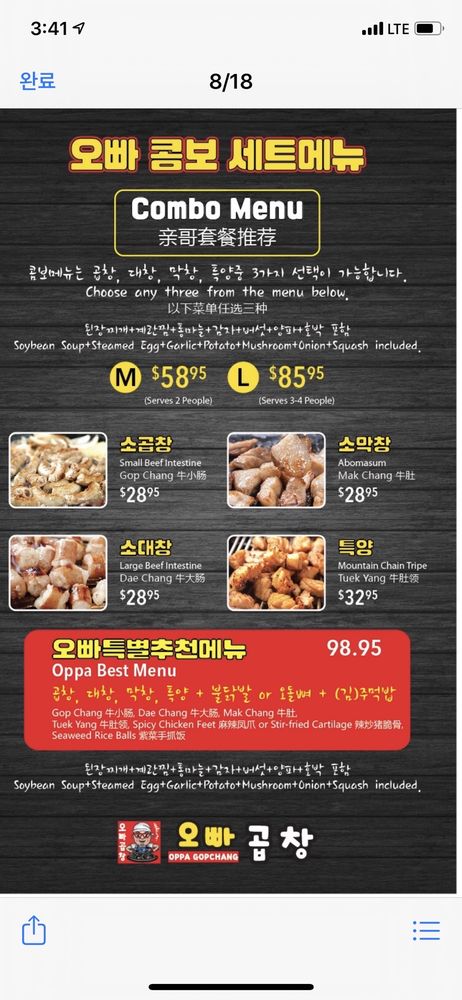 3:41
LTE
완료
8/18
오빠 콤보 세트메뉴
Combo Menu
亲哥套餐推荐
콤보메뉴는 곱창, 대창, 막창, 특양중 3가지 선택이 가능합니다.
Choose any three from the menu below.
以下菜单任选三种
된장찌개+계란찜+통마늘+감자+버섯+양파+호박 포함
Soybean Soup+Steamed Egg+Garlic+Potato+Mushroom+Onion+Squash included.
M $5895 L $8595
(Serves 2 People) (Serves 3-4 People)
소곱창
Small Beef Intestine
Gop Chang 牛小肠
$2895
소막창
Abomasum
Mak Chang 牛肚
$2895
소대창
Large Beef Intestine
Dae Chang 牛大肠
$2895
특양
Mountain Chain Tripe
Tuek Yang 牛肚领
$3295
오빠특별추천메뉴 98.95
Oppa Best Menu
곱창, 대창, 막창, 특양 + 불닭발 or 오돌뼈 + (김)주먹밥
Gop Chang 牛小肠, Dae Chang 牛大肠, Mak Chang 牛肚,
Tuek Yang 牛肚领, Spicy Chicken Feet 麻辣凤爪 or Stir-fried Cartilage 辣炒猪脆骨,
Seaweed Rice Balls 紫菜手抓饭
된장찌개+계란찜+통마늘+감자+버섯+양파+호박 포함
Soybean Soup+Steamed Egg+Garlic+Potato+Mushroom+Onion+Squash included.
오빠곱창
오빠 곱창
OPPA GOPCHANG